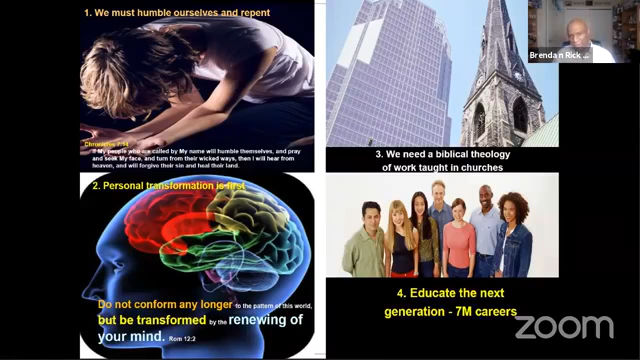 1. We must humble ourselves and repent
Chronicles 7:14
If My people who are called by My name will humble themselves, and pray
and seek My face, and turn from their wicked ways, then I will hear from
heaven, and will forgive their sin and heal their land.
2. Personal transformation is first
Do not conform any longer to the pattern of this world,
but be transformed by the renewing of
your mind. Rom 12:2
3. We need a biblical theology
of work taught in churches
4. Educate the next
generation - 7M careers
Brendan Rick ...
zoom